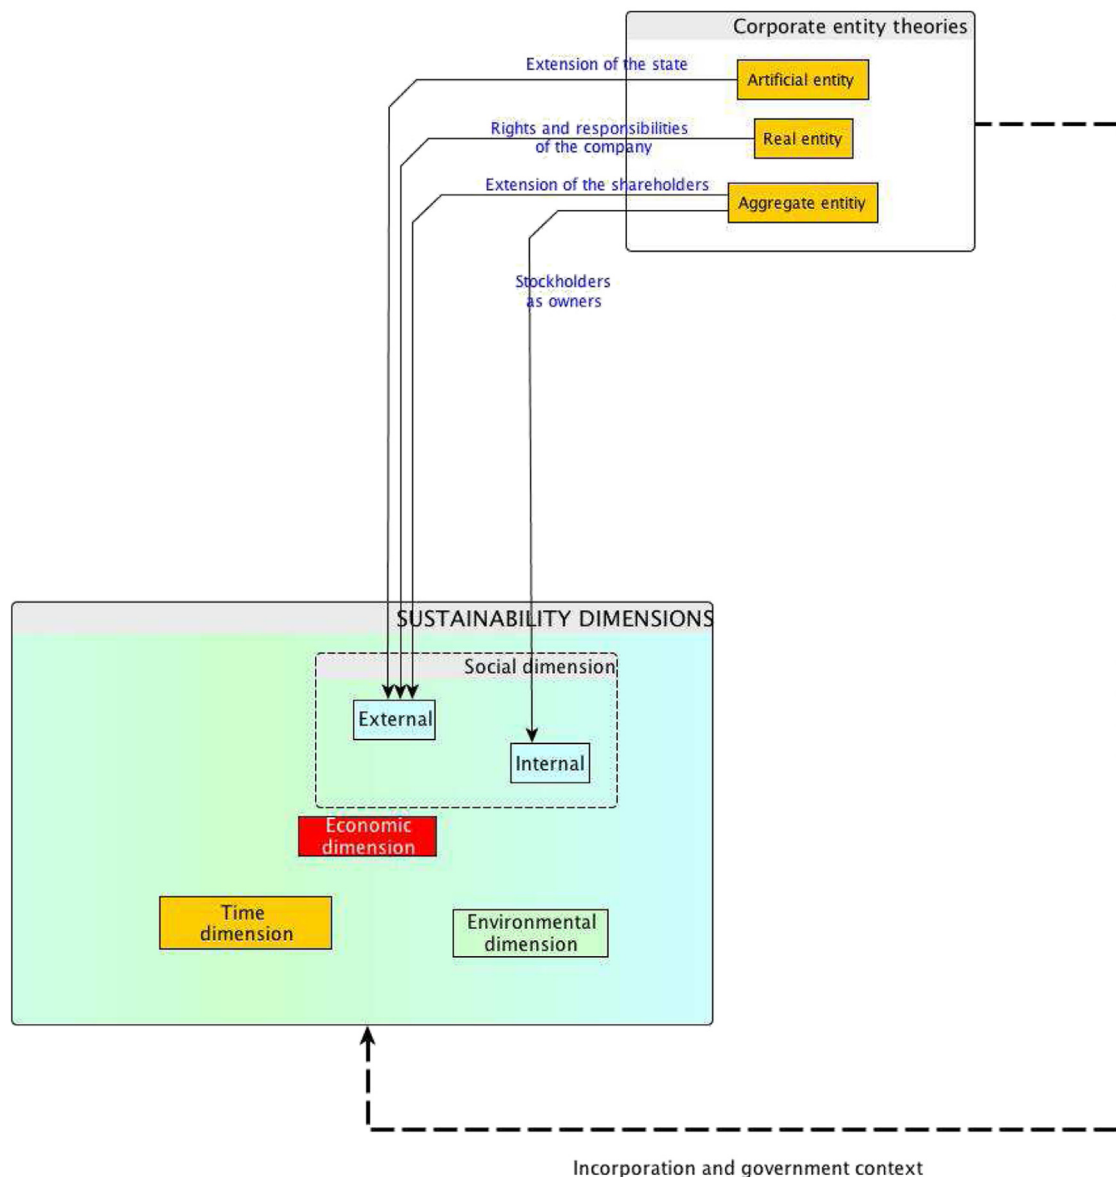 Corporate entity theories
Extension of the state
Artificial entity
Rights and responsibilities
of the company
Real entity
Extension of the shareholders
Aggregate entitiy
Stockholders
as owners
SUSTAINABILITY DIMENSIONS
Social dimension
External
Internal
Economic
dimension
Time
dimension
Environmental
dimension
Incorporation and government context